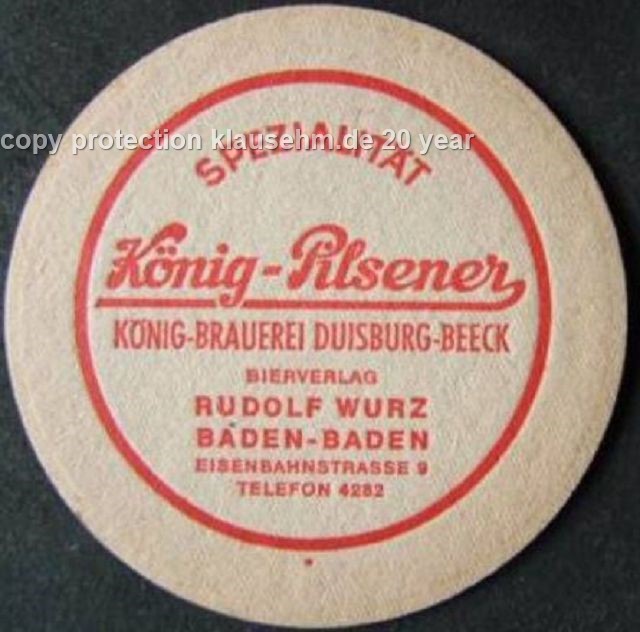 SPEZIALITÄT
copy protection klausehm.de 20 year
König-Pilsener
KÖNIG-BRAUEREI DUISBURG-BEECK
BIERVERLAG
RUDOLF WURZ
BADEN-BADEN
EISENBAHNSTRASSE 9
TELEFON 4282